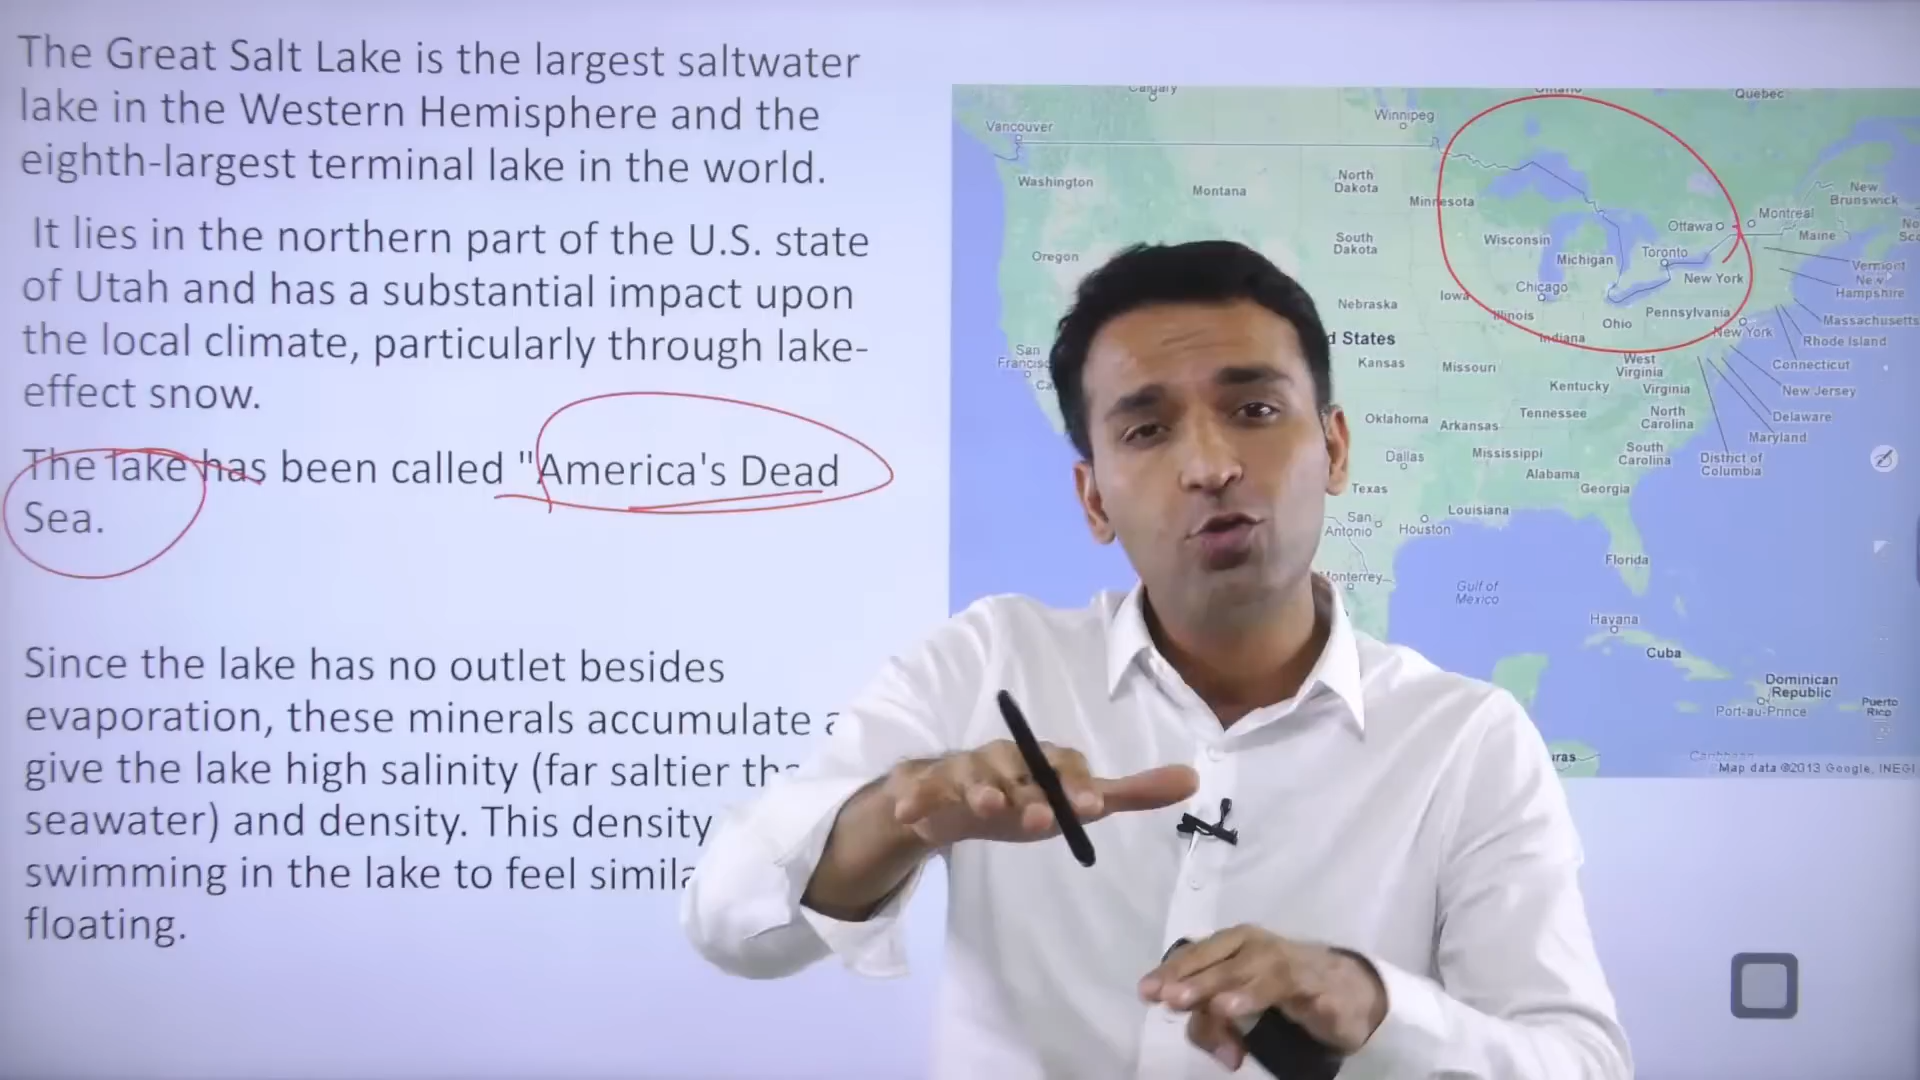 The Great Salt Lake is the largest saltwater
lake in the Western Hemisphere and the
eighth-largest terminal lake in the world.
It lies in the northern part of the U.S. state
of Utah and has a substantial impact upon
the local climate, particularly through lake-
effect snow.
The lake has been called "America's Dead
Sea.
Since the lake has no outlet besides
evaporation, these minerals accumulate
give the lake high salinity (far saltier
seawater) and density. This density
swimming in the lake to feel
floating.
Calgary
Winnipeg
Ontario
Quebec
Vancouver
Washington
Montana
North
Dakota
Minnesota
New
Brunswick
Montreal
Ottawa
Maine
Oregon
South
Dakota
Wisconsin
Michigan
Toronto
Vermont
New
Hampshire
New York
Nebraska
Iowa
Chicago
Illinois
Indiana
Ohio
Pennsylvania
New York
Massachusetts
Rhode Island
Connecticut
New Jersey
Delaware
Maryland
District of
Columbia
San
States
Kansas
Missouri
West
Virginia
Kentucky
Virginia
Oklahoma
Arkansas
Tennessee
North
Carolina
Dallas
Mississippi
Alabama
South
Carolina
Texas
Georgia
San
Antonio
Houston
Louisiana
Florida
Monterrey
Gulf of
Mexico
Havana
Cuba
Dominican
Republic
Port-au-Prince
Puerto
Rico
Map data ©2013 Google, INEGI